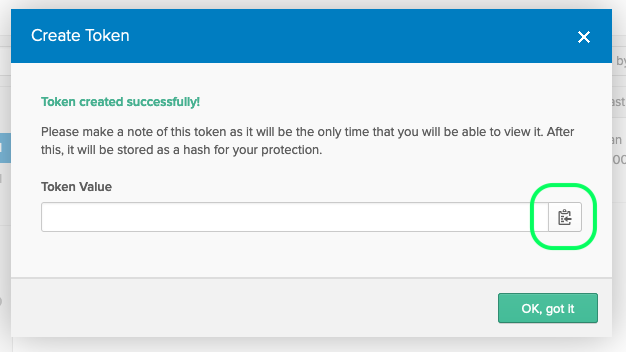 Create Token
by
Token created successfully!
Please make a note of this token as it will be the only time that you will be able to view it. After
this, it will be stored as a hash for your protection.
Token Value
OK, got it